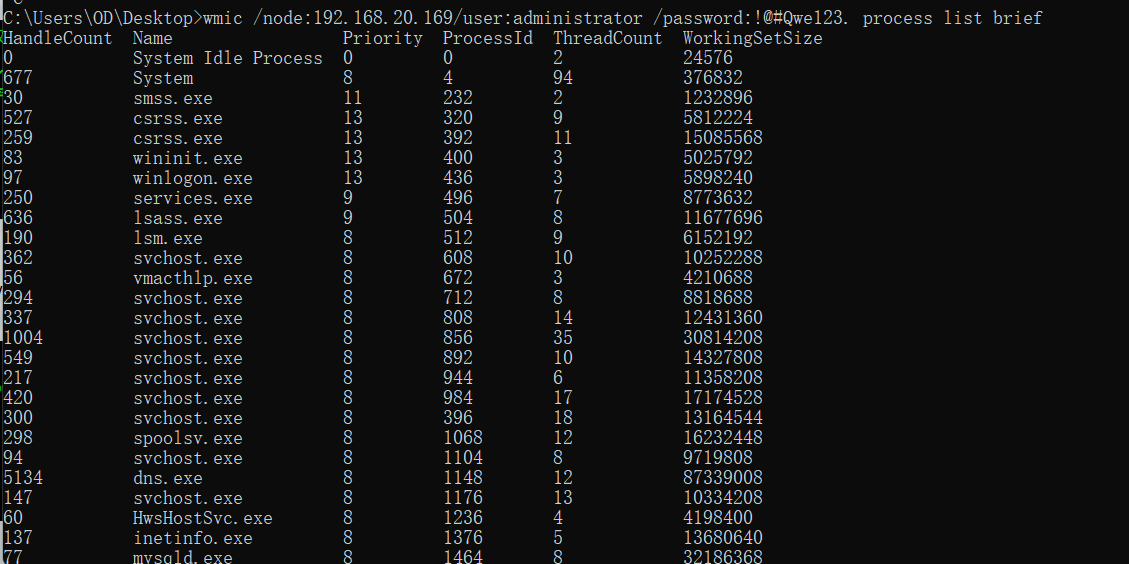 C:\Users\OD\Desktop>wmic /node:192.168.20.169/user:administrator /password:!@#Qwe123. process list brief
HandleCount Name Priority ProcessId ThreadCount WorkingSetSize
0 System Idle Process 0 0 2 24576
677 System 8 4 94 376832
30 smss.exe 11 232 2 1232896
527 csrss.exe 13 320 9 5812224
259 csrss.exe 13 392 11 15085568
83 wininit.exe 13 400 3 5025792
97 winlogon.exe 13 436 3 5898240
250 services.exe 9 496 7 8773632
636 lsass.exe 9 504 8 11677696
190 lsm.exe 8 512 9 6152192
362 svchost.exe 8 608 10 10252288
56 vmacthlp.exe 8 672 3 4210688
294 svchost.exe 8 712 8 8818688
337 svchost.exe 8 808 14 12431360
1004 svchost.exe 8 856 35 30814208
549 svchost.exe 8 892 10 14327808
217 svchost.exe 8 944 6 11358208
420 svchost.exe 8 984 17 17174528
300 svchost.exe 8 396 18 13164544
298 spoolsv.exe 8 1068 12 16232448
94 svchost.exe 8 1104 8 9719808
5134 dns.exe 8 1148 12 87339008
147 svchost.exe 8 1176 13 10334208
60 HwsHostSvc.exe 8 1236 4 4198400
137 inetinfo.exe 8 1376 5 13680640
77 mysqld.exe 8 1464 8 32186368